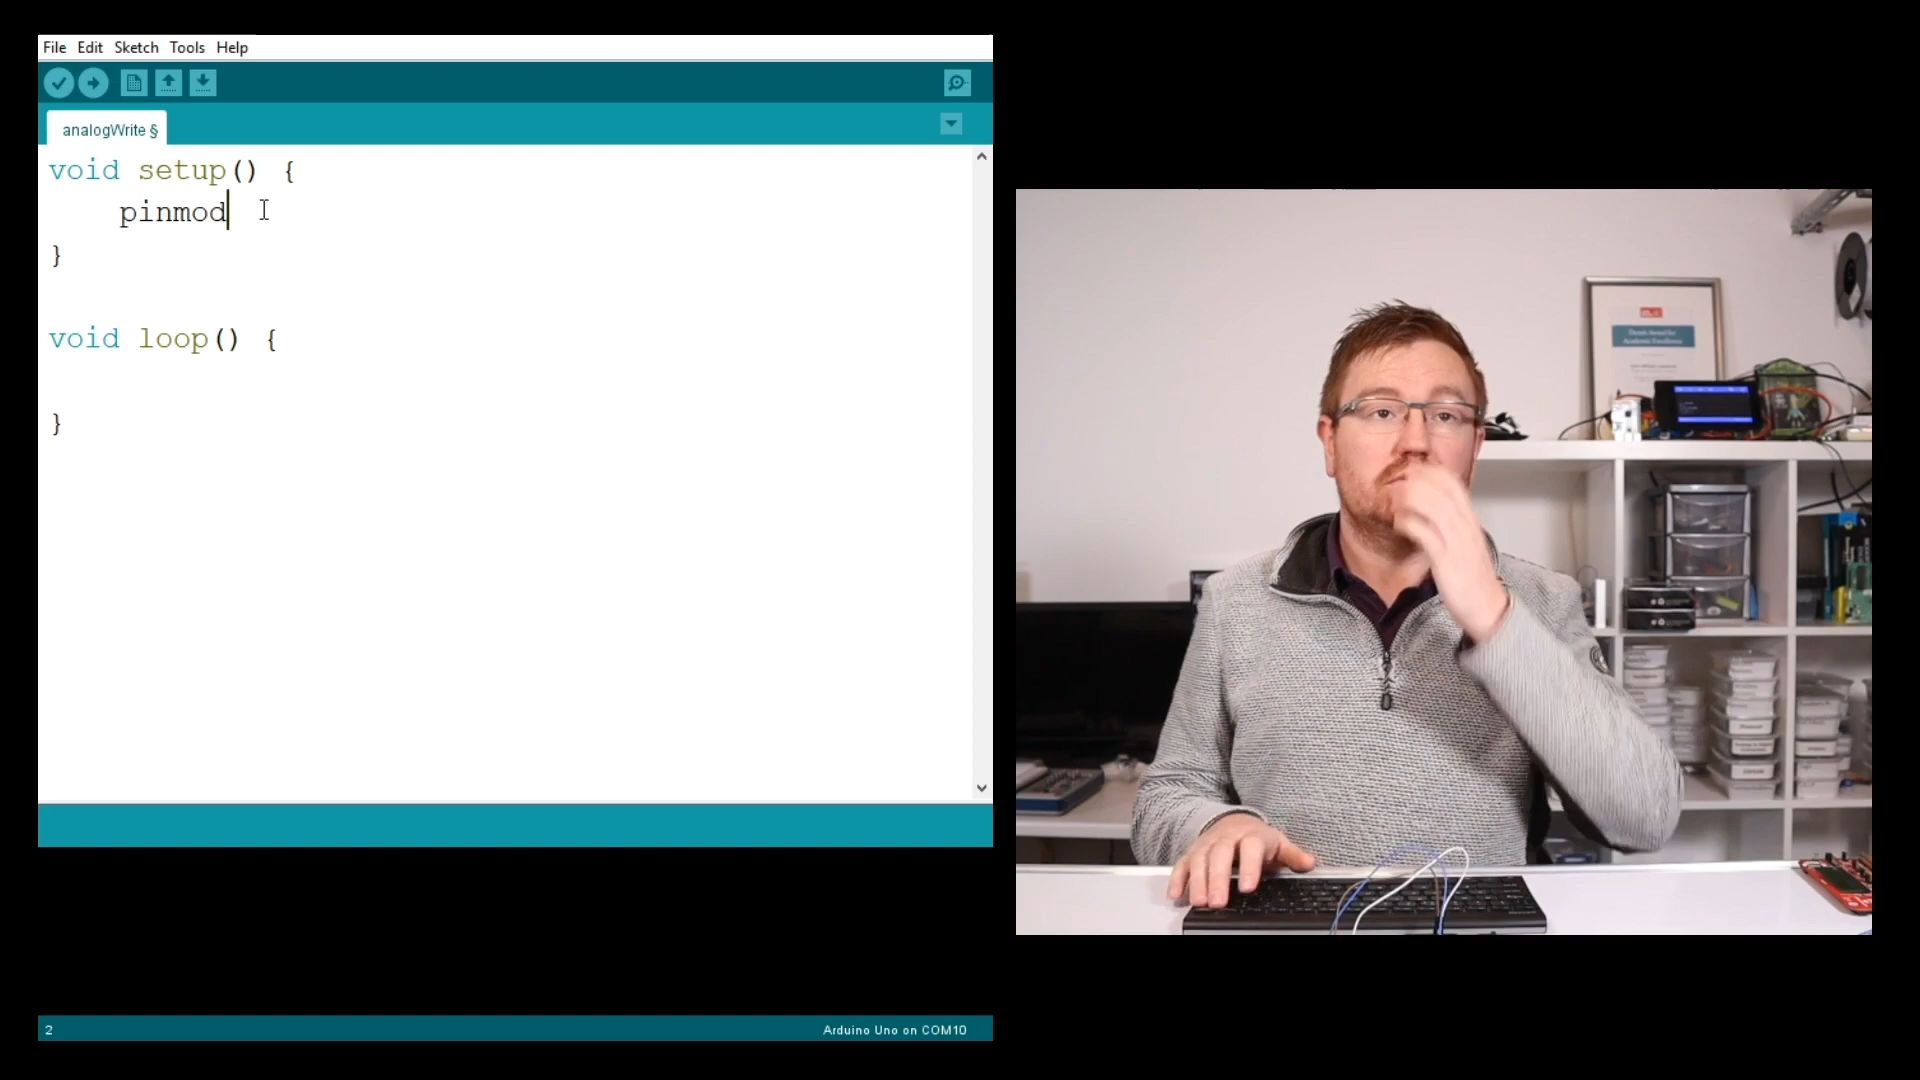 File Edit Sketch Tools Help
analogWrite §
void setup() {
pinmod
}
void loop() {
}
2
Arduino Uno on COM10